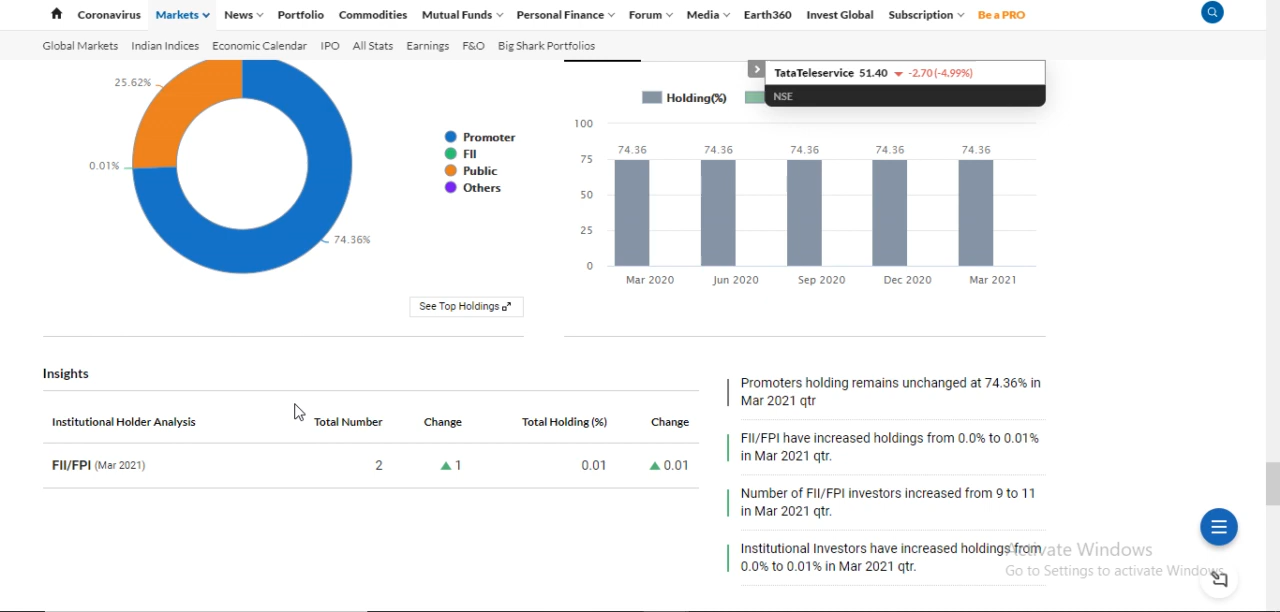 Coronavirus Markets News Portfolio Commodities Mutual Funds Personal Finance Forum Media Earth360 Invest Global Subscription Be a PRO
Global Markets Indian Indices Economic Calendar IPO All Stats Earnings F&O Big Shark Portfolios
TataTeleservice 51.40 -2.70(-4.99%)
NSE
25.62%
0.01%
74.36%
Promoter
FII
Public
Others
See Top Holdings
Holding(%)
100
75
50
25
0
74.36 74.36 74.36 74.36 74.36
Mar 2020 Jun 2020 Sep 2020 Dec 2020 Mar 2021
Insights
Institutional Holder Analysis Total Number Change Total Holding (%) Change
FII/FPI (Mar 2021) 2 1 0.01 0.01
Promoters holding remains unchanged at 74.36% in
Mar 2021 qtr
FII/FPI have increased holdings from 0.0% to 0.01%
in Mar 2021 qtr.
Number of FII/FPI investors increased from 9 to 11
in Mar 2021 qtr.
Institutional Investors have increased holdings from
0.0% to 0.01% in Mar 2021 qtr.
Activate Windows
Go to Settings to activate Windows.